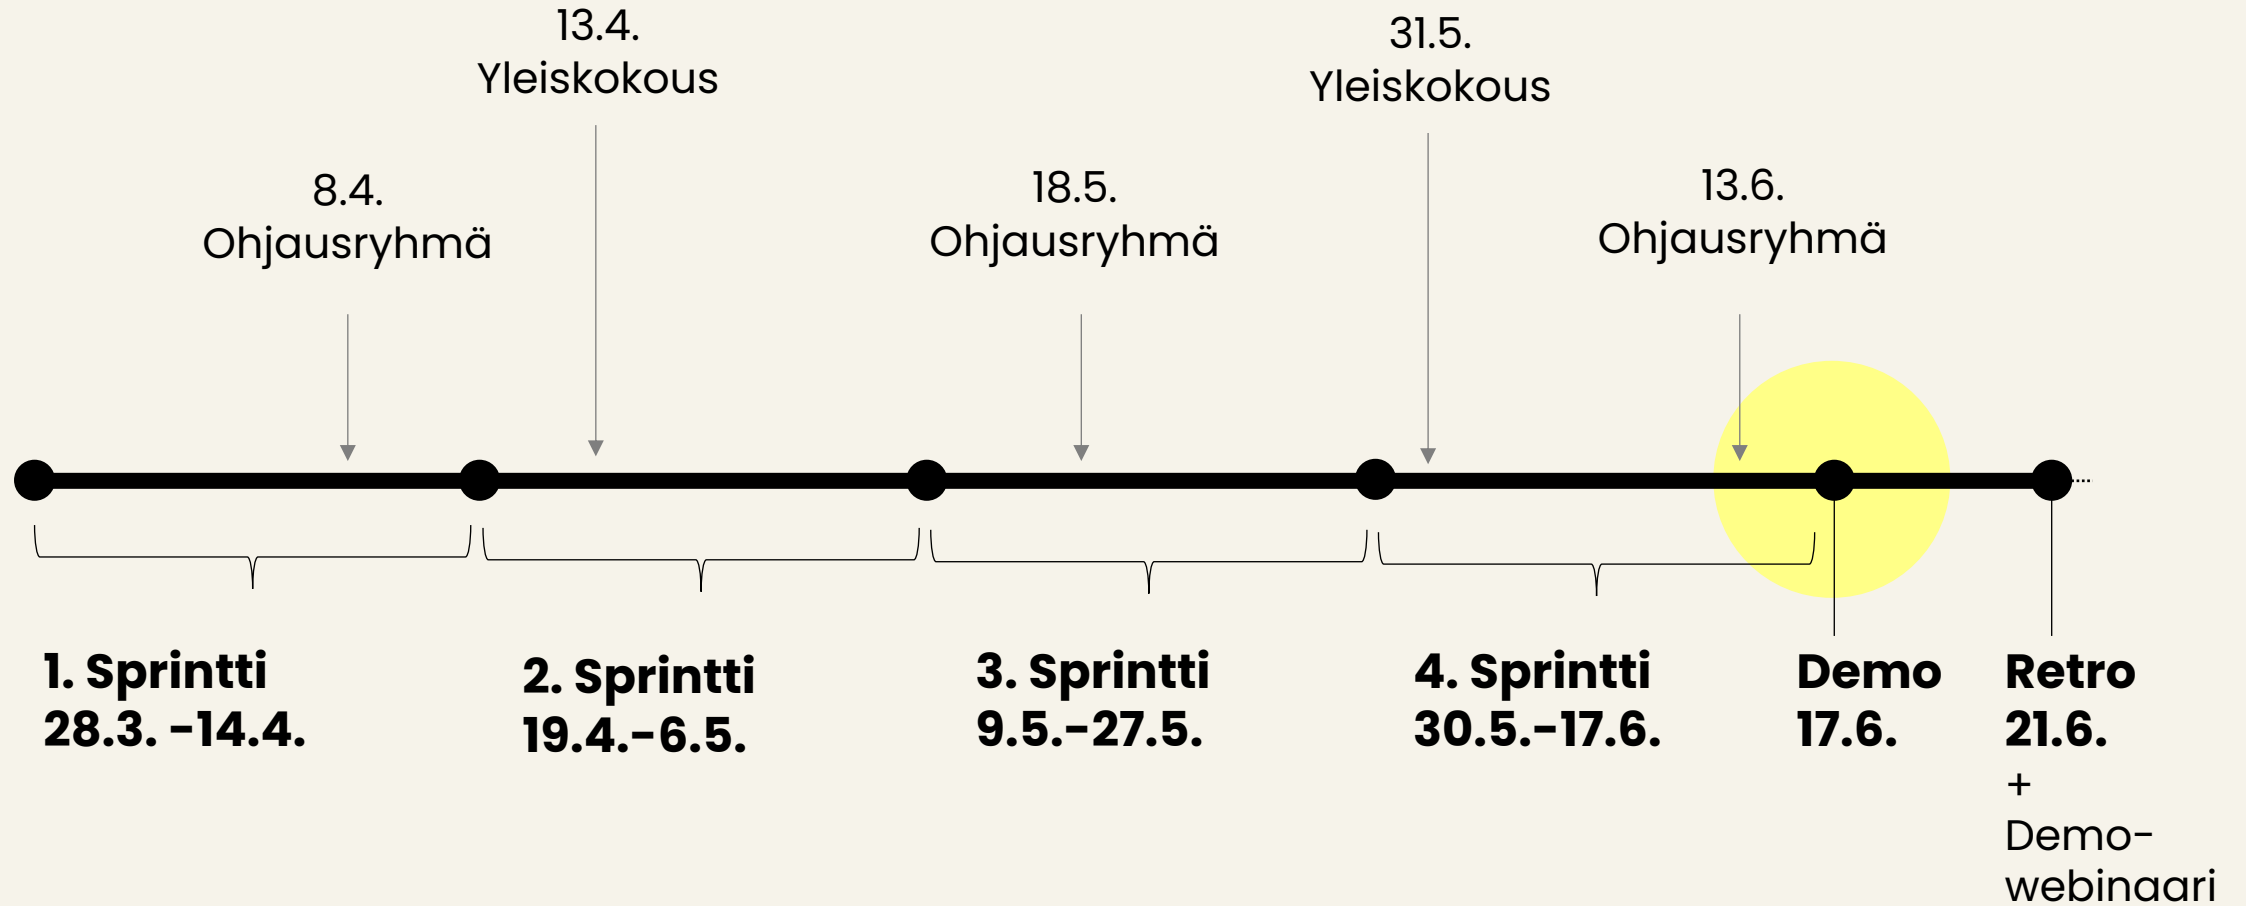 13.4.
Yleiskokous
31.5.
Yleiskokous
8.4.
Ohjausryhmä
18.5.
Ohjausryhmä
13.6.
Ohjausryhmä
1. Sprintti
28.3. -14.4.
2. Sprintti
19.4.-6.5.
3. Sprintti
9.5.-27.5.
4. Sprintti
30.5.-17.6.
Demo
17.6.
Retro
21.6.
+
Demo-
webinaari